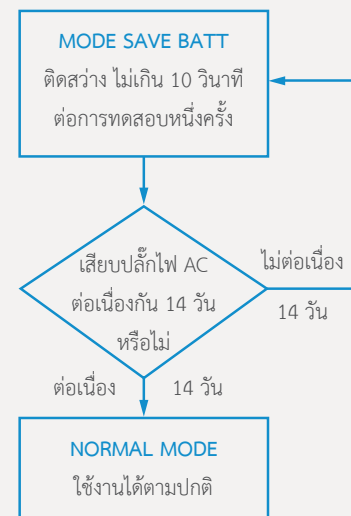 MODE SAVE BATT
ติดสว่าง ไม่เกิน 10 วินาที
ต่อการทดสอบหนึ่งครั้ง
เสียบปลั๊กไฟ AC
ต่อเนื่องกัน 14 วัน
หรือไม่
ไม่ต่อเนื่อง
14 วัน
ต่อเนื่อง 14 วัน
NORMAL MODE
ใช้งานได้ตามปกติ